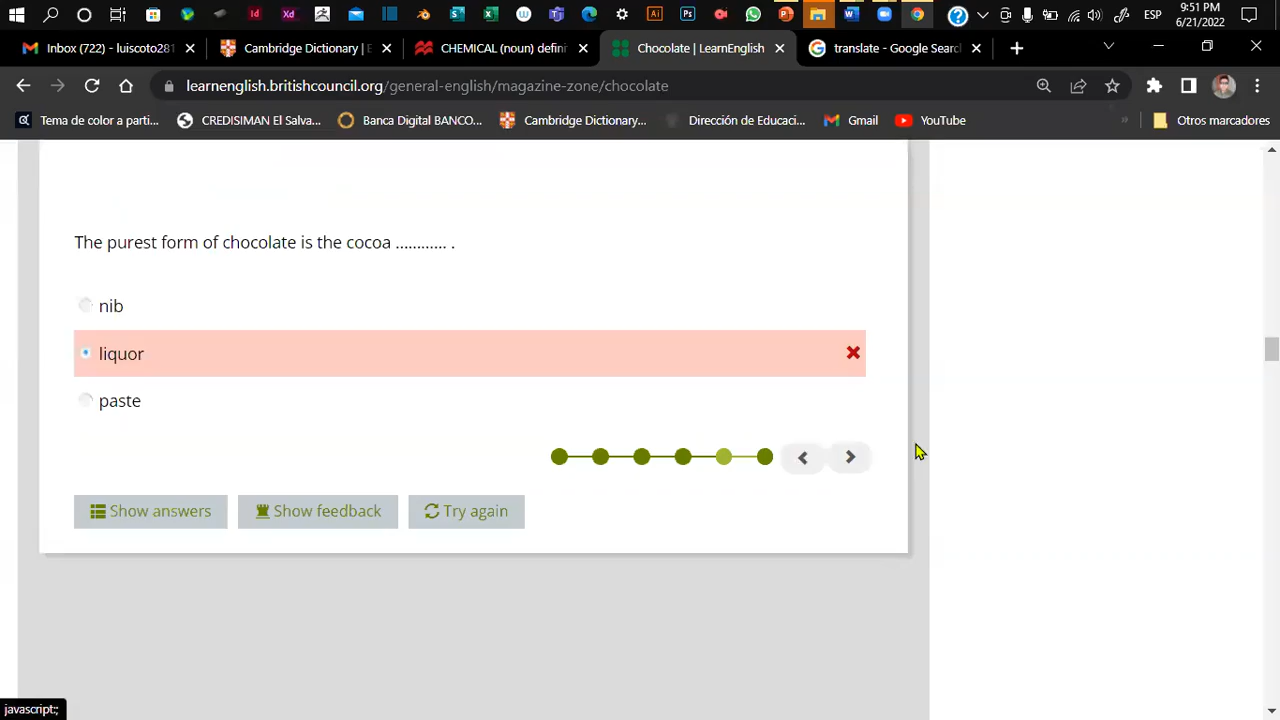 ESP
9:51 PM
6/21/2022
Inbox (722) - luiscoto281
Cambridge Dictionary | E
CHEMICAL (noun) defini
Chocolate | LearnEnglish
translate - Google Search
learnenglish.britishcouncil.org/general-english/magazine-zone/chocolate
Tema de color a parti...
CREDISIMAN El Salva...
Banca Digital BANCO...
Cambridge Dictionary...
Dirección de Educaci...
Gmail
YouTube
»
Otros marcadores
The purest form of chocolate is the cocoa ............ .
nib
liquor
paste
Show answers
Show feedback
Try again
javascript:;